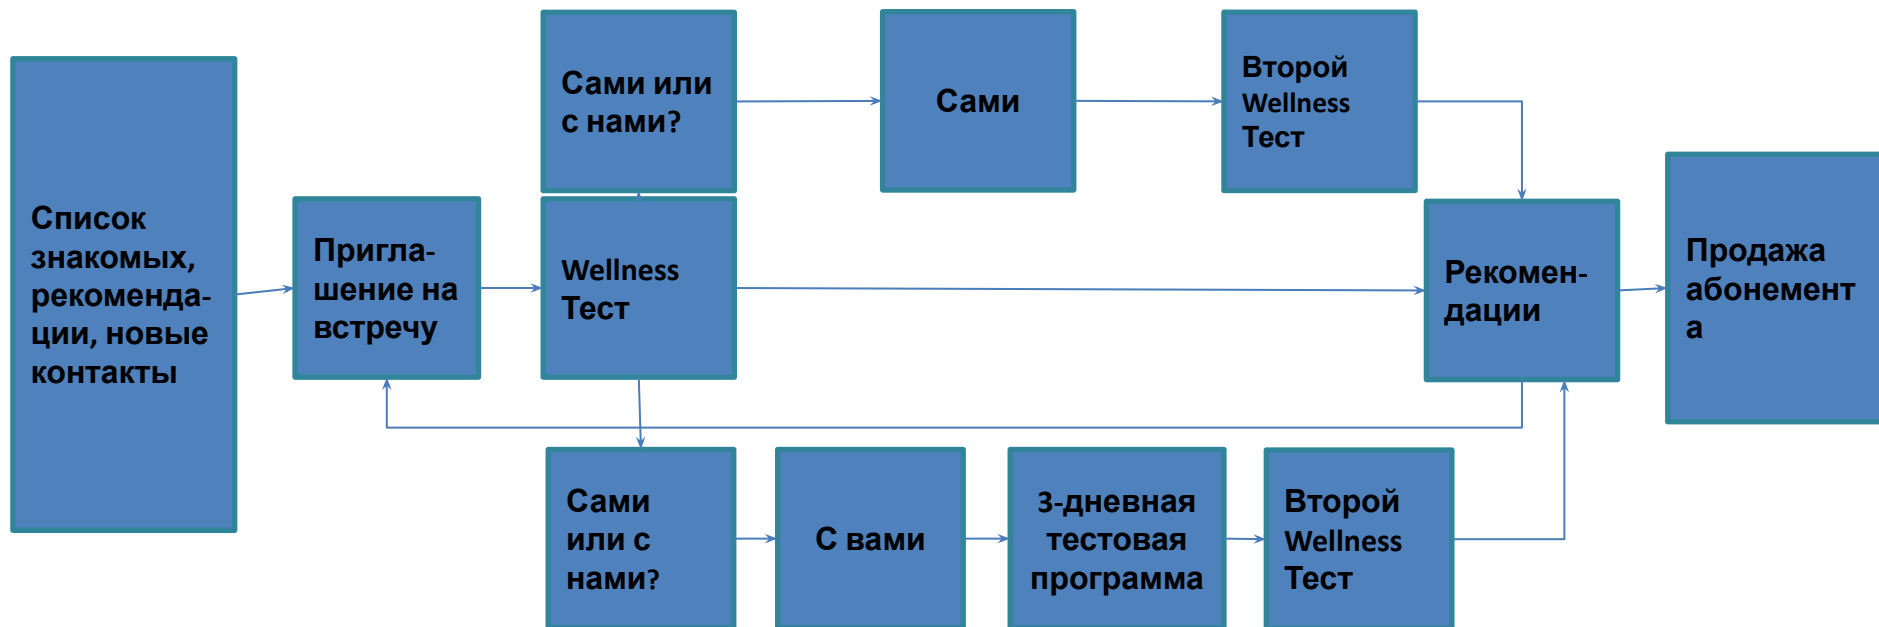 Список
знакомых,
рекоменда-
ции, новые
контакты
Пригла-
шение на
встречу
Сами или
с нами?
Wellness
Тест
Сами
Второй
Wellness
Тест
Рекомен-
дации
Продажа
абонемент
а
Сами
или с
нами?
С вами
3-дневная
тестовая
программа
Второй
Wellness
Тест